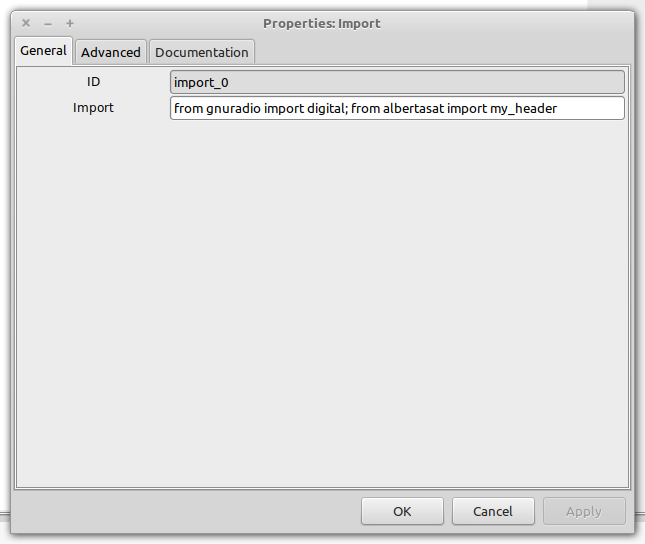 Properties: Import
General Advanced Documentation
ID import_0
Import from gnuradio import digital; from albertasat import my_header
OK Cancel Apply